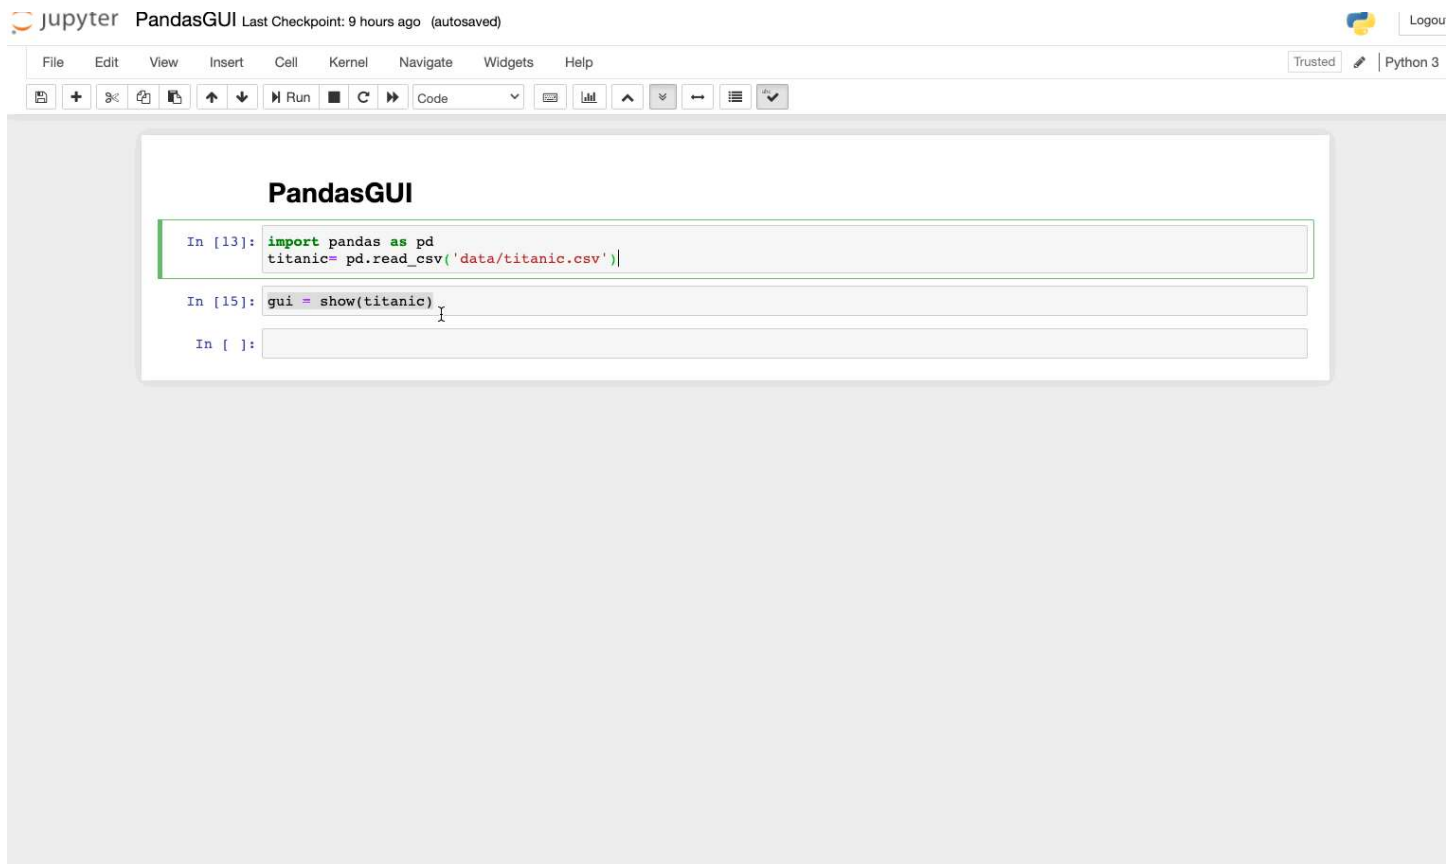 jupyter PandasGUI Last Checkpoint: 9 hours ago (autosaved)
Logou
File Edit View Insert Cell Kernel Navigate Widgets Help
Trusted Python 3
Run Code
PandasGUI
In [13]: import pandas as pd
titanic= pd.read_csv('data/titanic.csv')
In [15]: gui = show(titanic)
In [ ]: